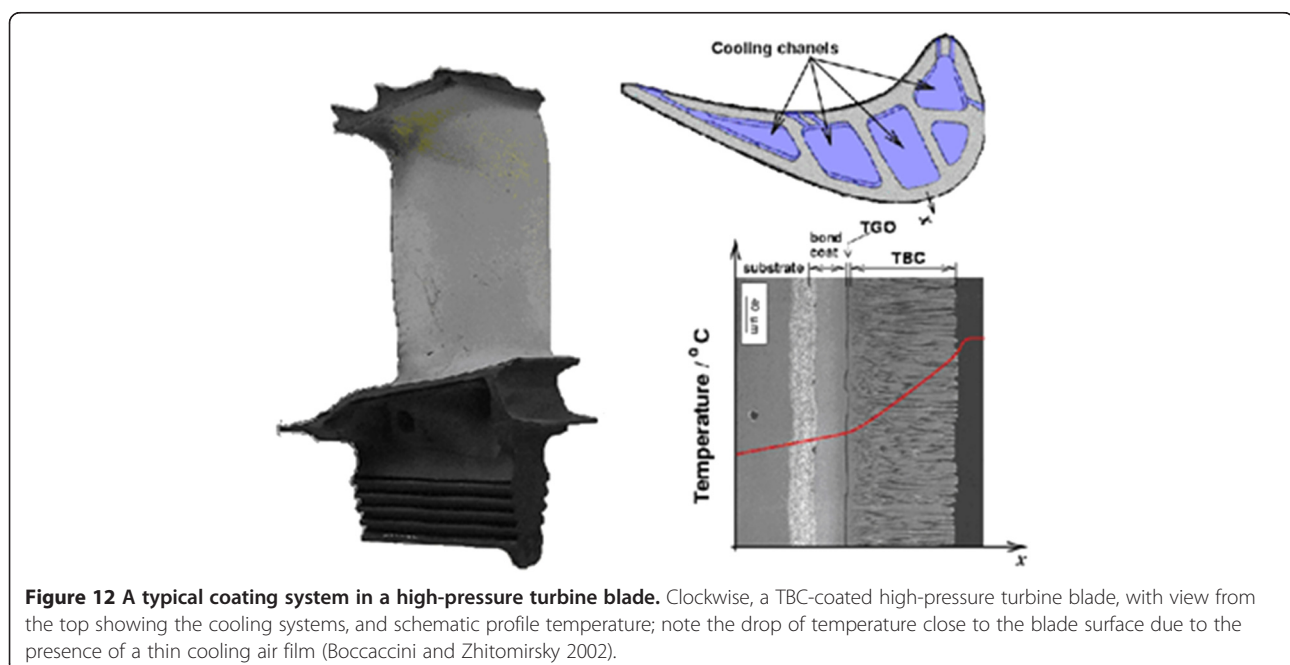 Cooling chanels
x
TGO
bond
coat
substrate
TBC
40 µm
Temperature / °C
x
Figure 12 A typical coating system in a high-pressure turbine blade. Clockwise, a TBC-coated high-pressure turbine blade, with view from
the top showing the cooling systems, and schematic profile temperature; note the drop of temperature close to the blade surface due to the
presence of a thin cooling air film (Boccaccini and Zhitomirsky 2002).